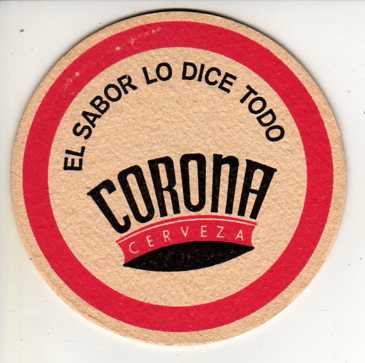 EL SABOR LO DICE TODO
CORONA
CERVEZA